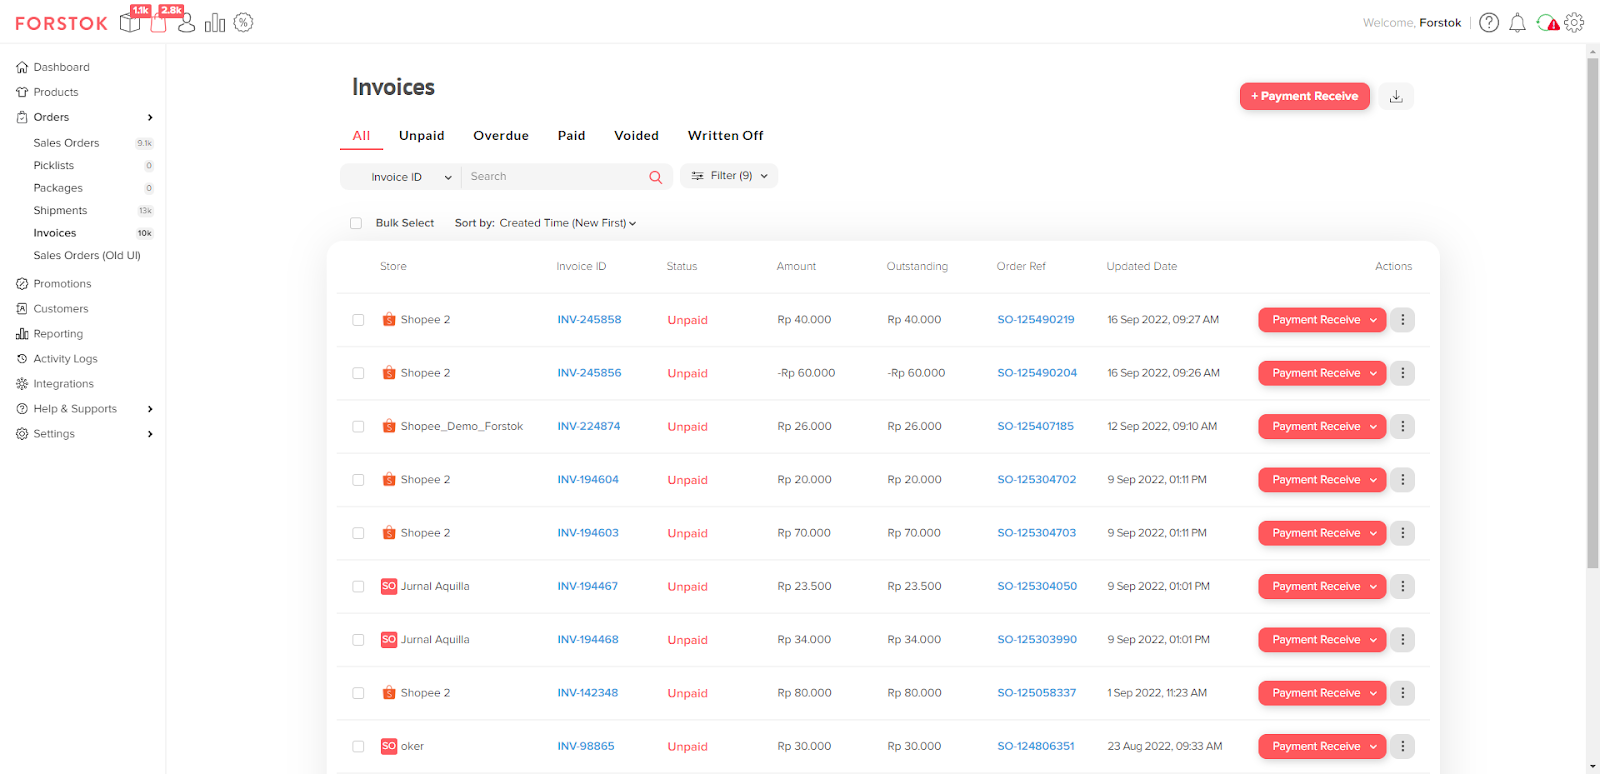 FORSTOK 1.1k 2.8k Welcome, Forstok
Dashboard
Products
Orders
Sales Orders 9.1k
Picklists 0
Packages 0
Shipments 13k
Invoices 10k
Sales Orders (Old UI)
Promotions
Customers
Reporting
Activity Logs
Integrations
Help & Supports
Settings
Invoices
+ Payment Receive
All Unpaid Overdue Paid Voided Written Off
Invoice ID Search Filter (9)
Bulk Select Sort by: Created Time (New First)
Store Invoice ID Status Amount Outstanding Order Ref Updated Date Actions
Shopee 2 INV-245858 Unpaid Rp 40.000 Rp 40.000 SO-125490219 16 Sep 2022, 09:27 AM Payment Receive
Shopee 2 INV-245856 Unpaid -Rp 60.000 -Rp 60.000 SO-125490204 16 Sep 2022, 09:26 AM Payment Receive
Shopee_Demo_Forstok INV-224874 Unpaid Rp 26.000 Rp 26.000 SO-125407185 12 Sep 2022, 09:10 AM Payment Receive
Shopee 2 INV-194604 Unpaid Rp 20.000 Rp 20.000 SO-125304702 9 Sep 2022, 01:11 PM Payment Receive
Shopee 2 INV-194603 Unpaid Rp 70.000 Rp 70.000 SO-125304703 9 Sep 2022, 01:11 PM Payment Receive
SO Jurnal Aquilla INV-194467 Unpaid Rp 23.500 Rp 23.500 SO-125304050 9 Sep 2022, 01:01 PM Payment Receive
SO Jurnal Aquilla INV-194468 Unpaid Rp 34.000 Rp 34.000 SO-125303990 9 Sep 2022, 01:01 PM Payment Receive
Shopee 2 INV-142348 Unpaid Rp 80.000 Rp 80.000 SO-125058337 1 Sep 2022, 11:23 AM Payment Receive
SO oker INV-98865 Unpaid Rp 30.000 Rp 30.000 SO-124806351 23 Aug 2022, 09:33 AM Payment Receive